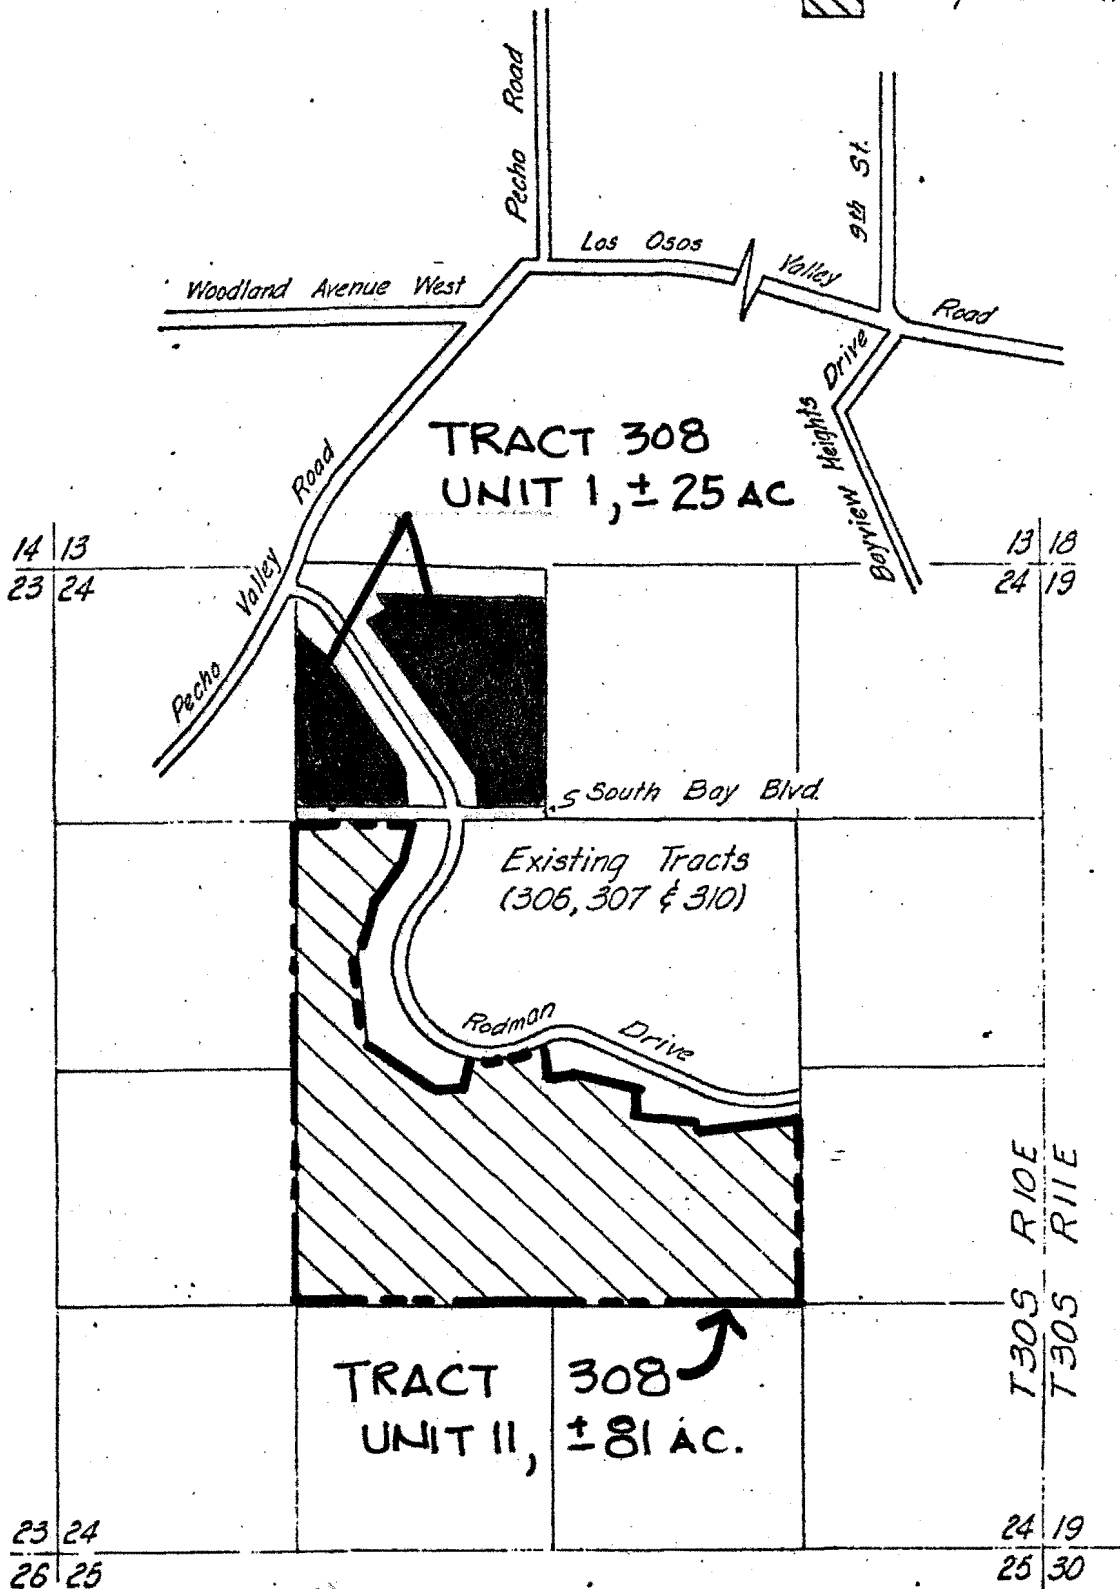 Pecho Road
9th St.
Los Osos Valley Road
Woodland Avenue West
Bayview Heights Drive
Pecho Valley Road
TRACT 308
UNIT I, ± 25 AC
14 13
23 24
13 18
24 19
South Bay Blvd.
Existing Tracts
(306, 307 & 310)
Rodman Drive
T30S R10E
T30S R11E
TRACT 308
UNIT II, ± 81 AC.
23 24
26 25
24 19
25 30